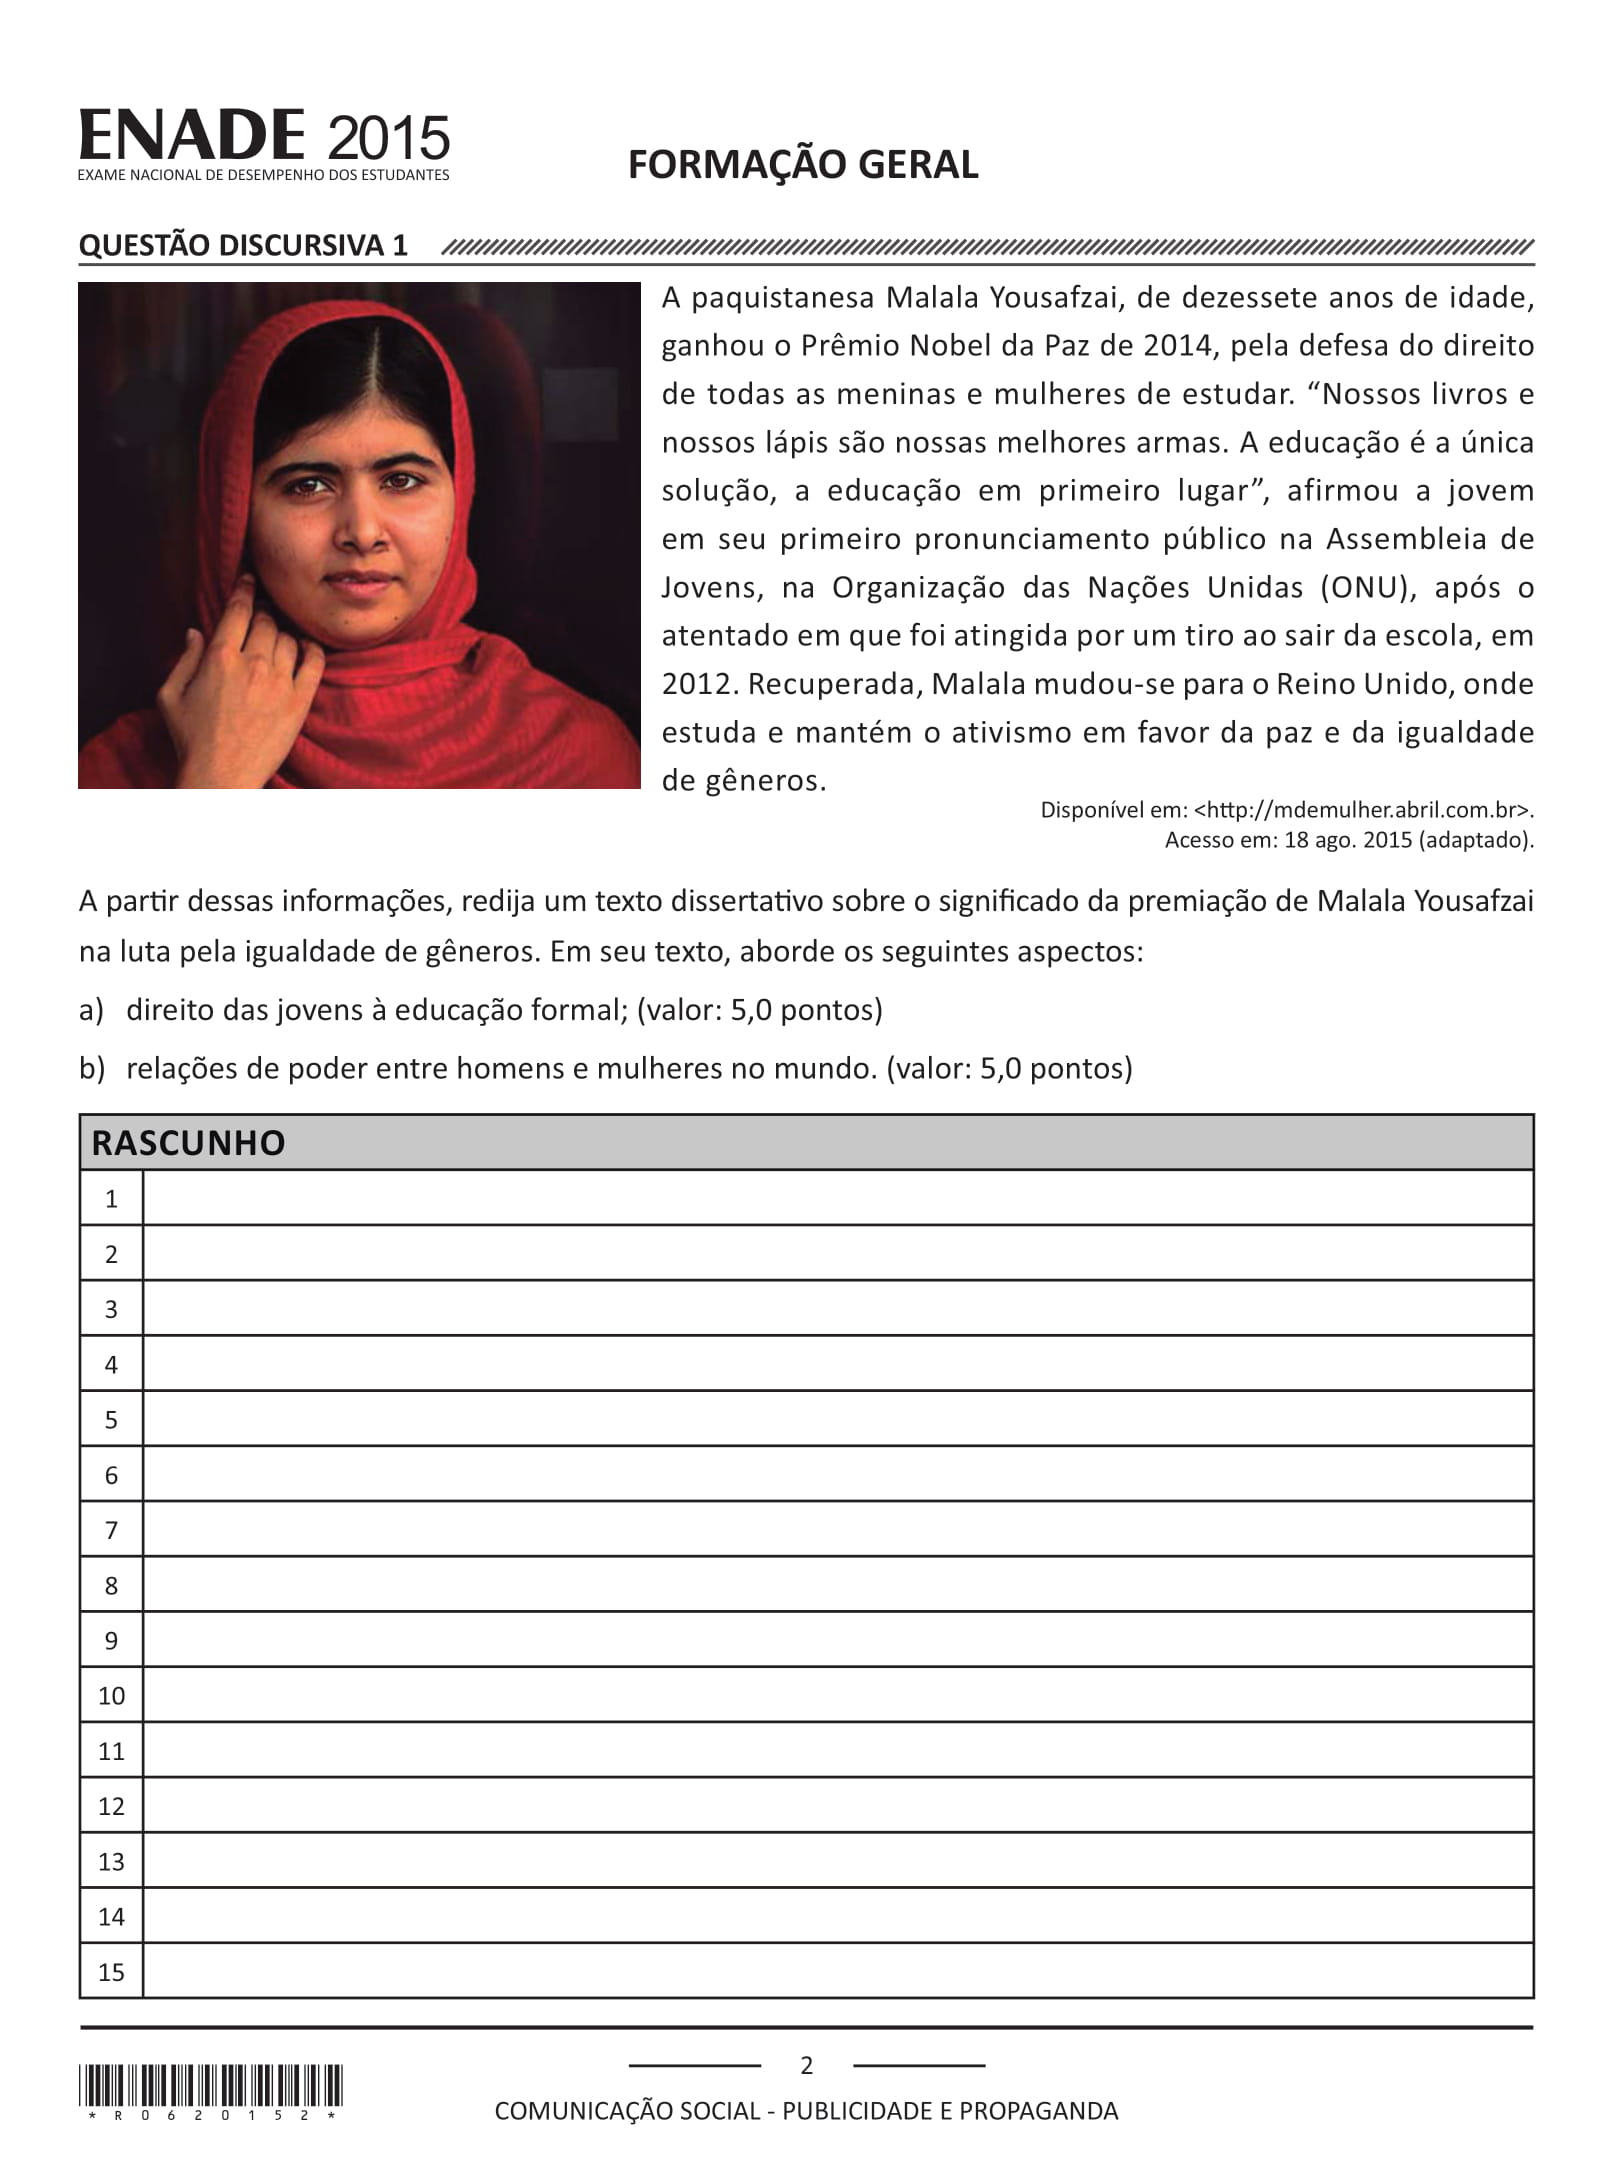 ENADE 2015
EXAME NACIONAL DE DESEMPENHO DOS ESTUDANTES
FORMAÇÃO GERAL
QUESTÃO DISCURSIVA 1
A paquistanesa Malala Yousafzai, de dezessete anos de idade,
ganhou o Prêmio Nobel da Paz de 2014, pela defesa do direito
de todas as meninas e mulheres de estudar. “Nossos livros e
nossos lápis são nossas melhores armas. A educação é a única
solução, a educação em primeiro lugar”, afirmou a jovem
em seu primeiro pronunciamento público na Assembleia de
Jovens, na Organização das Nações Unidas (ONU), após o
atentado em que foi atingida por um tiro ao sair da escola, em
2012. Recuperada, Malala mudou-se para o Reino Unido, onde
estuda e mantém o ativismo em favor da paz e da igualdade
de gêneros.
Disponível em: <http://mdemulher.abril.com.br>.
Acesso em: 18 ago. 2015 (adaptado).
A partir dessas informações, redija um texto dissertativo sobre o significado da premiação de Malala Yousafzai
na luta pela igualdade de gêneros. Em seu texto, aborde os seguintes aspectos:
a) direito das jovens à educação formal; (valor: 5,0 pontos)
b) relações de poder entre homens e mulheres no mundo. (valor: 5,0 pontos)
RASCUNHO
1
2
3
4
5
6
7
8
9
10
11
12
13
14
15
2
*R0620152*
COMUNICAÇÃO SOCIAL - PUBLICIDADE E PROPAGANDA